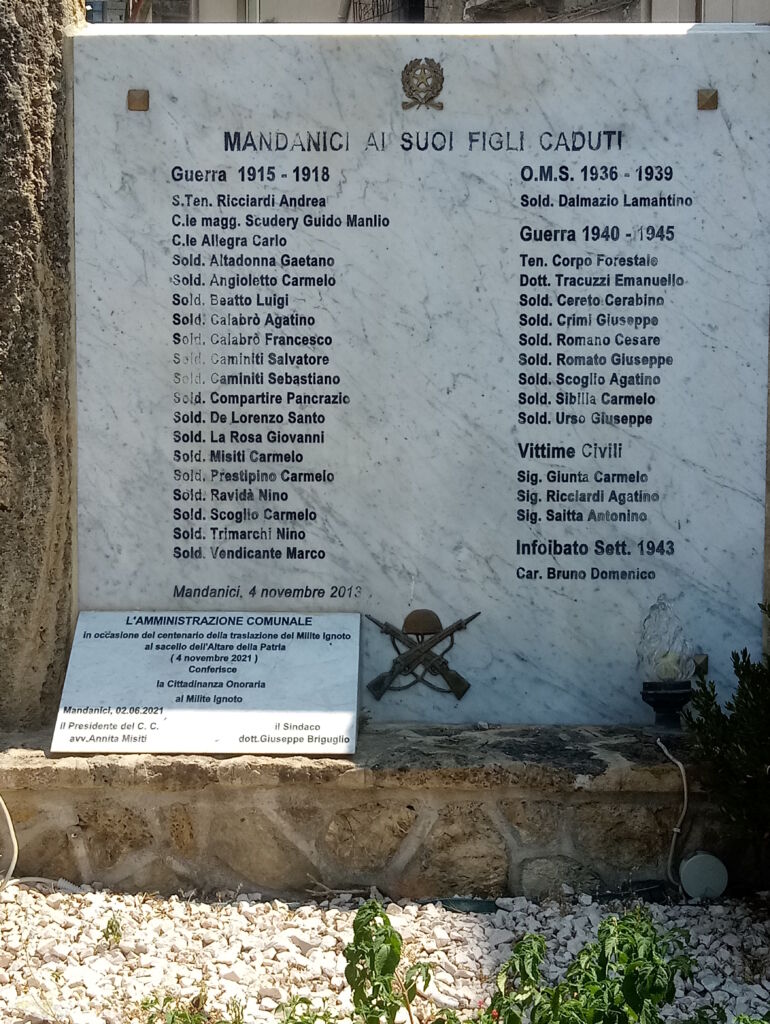 MANDANICI AI SUOI FIGLI CADUTI
Guerra 1915 - 1918
S.Ten. Ricciardi Andrea
C.le magg. Scudery Guido Manlio
C.le Allegra Carlo
Sold. Altadonna Gaetano
Sold. Angioletto Carmelo
Sold. Beatto Luigi
Sold. Calabrò Agatino
Sold. Calabrò Francesco
Sold. Caminiti Salvatore
Sold. Caminiti Sebastiano
Sold. Compartire Pancrazio
Sold. De Lorenzo Santo
Sold. La Rosa Giovanni
Sold. Misiti Carmelo
Sold. Prestipino Carmelo
Sold. Ravidà Nino
Sold. Scoglio Carmelo
Sold. Trimarchi Nino
Sold. Vendicante Marco
Mandanici, 4 novembre 2013
O.M.S. 1936 - 1939
Sold. Dalmazio Lamantino
Guerra 1940 - 1945
Ten. Corpo Forestale
Dott. Tracuzzi Emanuello
Sold. Cereto Cerabino
Sold. Crimi Giuseppe
Sold. Romano Cesare
Sold. Romato Giuseppe
Sold. Scoglio Agatino
Sold. Sibilla Carmelo
Sold. Urso Giuseppe
Vittime Civili
Sig. Giunta Carmelo
Sig. Ricciardi Agatino
Sig. Saitta Antonino
Infoibato Sett. 1943
Car. Bruno Domenico
L'AMMINISTRAZIONE COMUNALE
in occasione del centenario della traslazione del Milite Ignoto
al sacello dell'Altare della Patria
( 4 novembre 2021 )
Conferisce
la Cittadinanza Onoraria
al Milite Ignoto
Mandanici, 02.06.2021
il Presidente del C. C.
avv.Annita Misiti
il Sindaco
dott.Giuseppe Briguglio